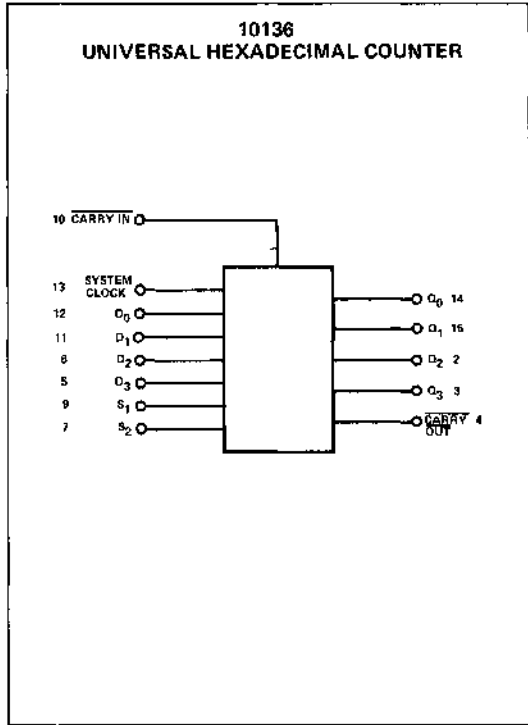 10136
UNIVERSAL HEXADECIMAL COUNTER
10 CARRY IN
13 SYSTEM CLOCK
12 D0
11 D1
6 D2
5 D3
9 S1
7 S2
Q0 14
Q1 15
Q2 2
Q3 3
CARRY OUT 4